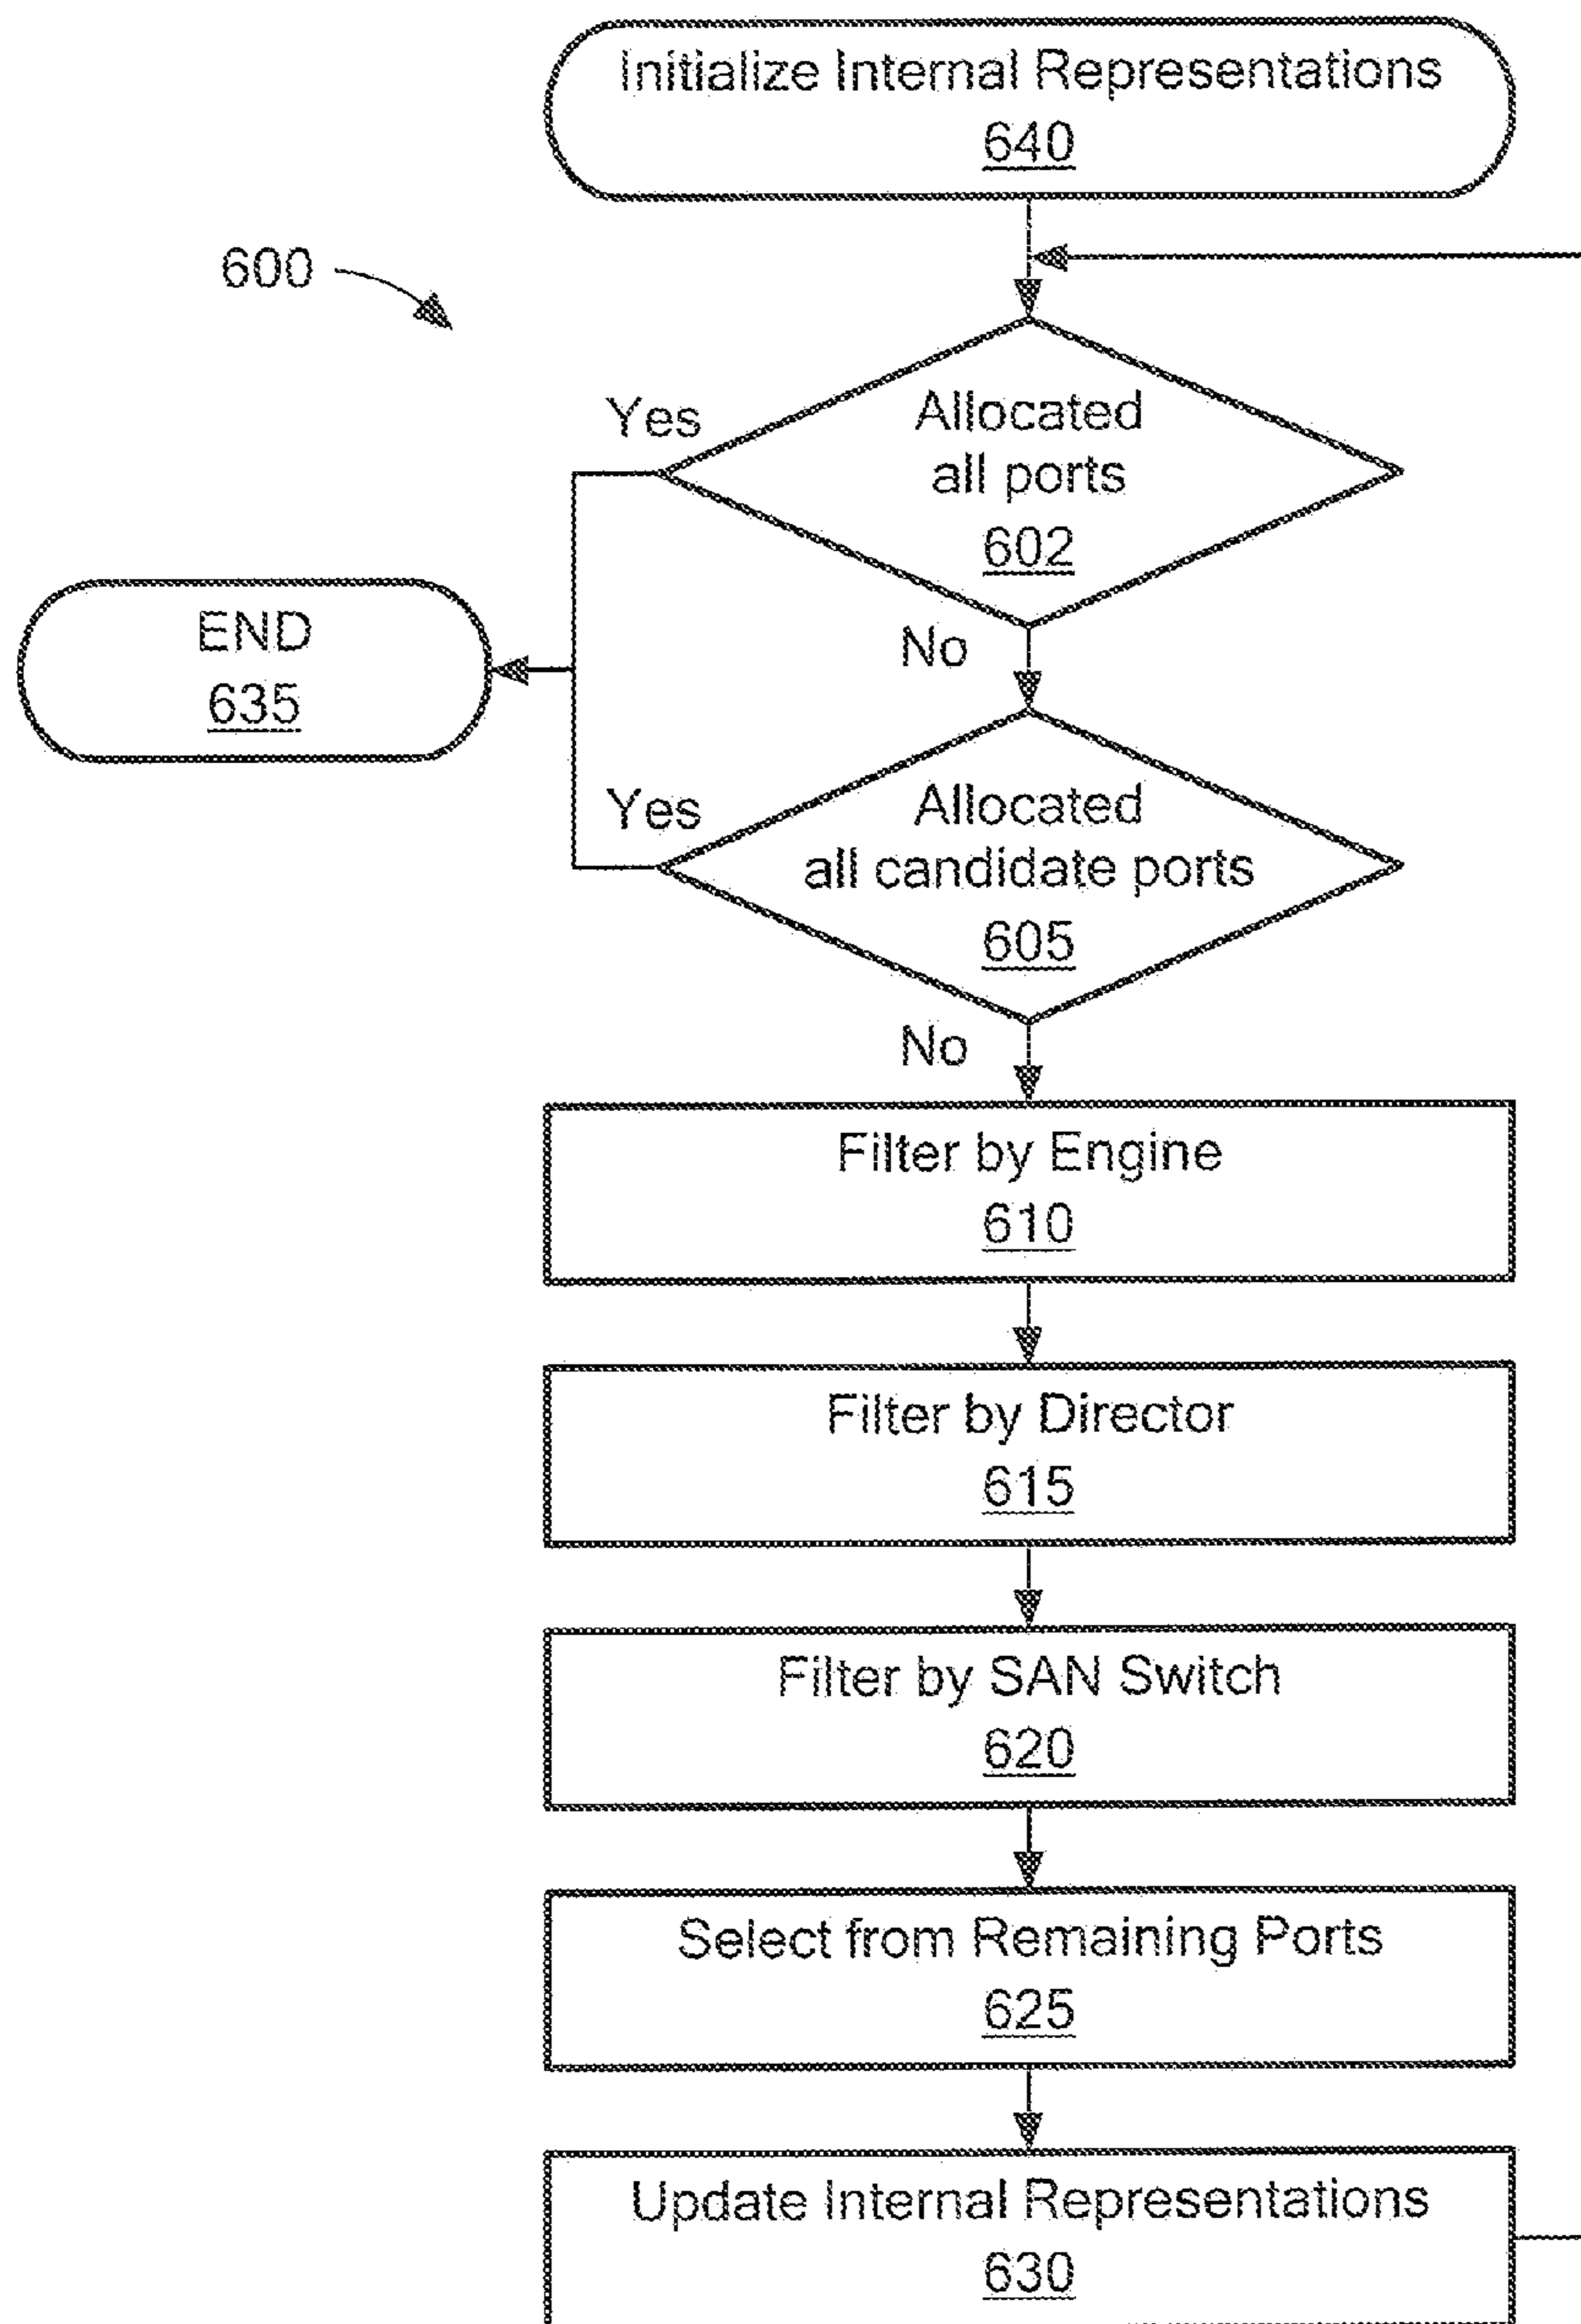 Initialize Internal Representations
640
600
Yes
Allocated
all ports
602
No
END
635
Yes
Allocated
all candidate ports
605
No
Filter by Engine
610
Filter by Director
615
Filter by SAN Switch
620
Select from Remaining Ports
625
Update Internal Representations
630